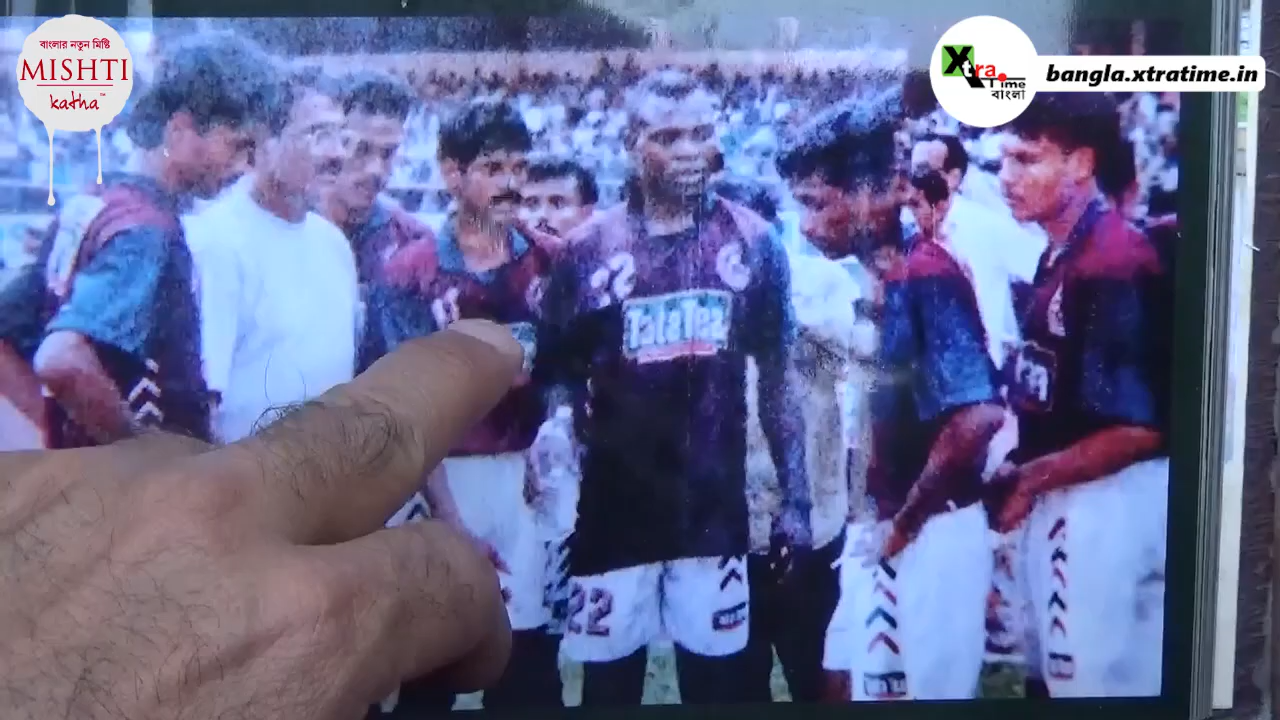 বাংলার নতুন মিষ্টি
MISHTI
katha™
Xtra
Time
বাংলা
bangla.xtratime.in
22
TataTea
22